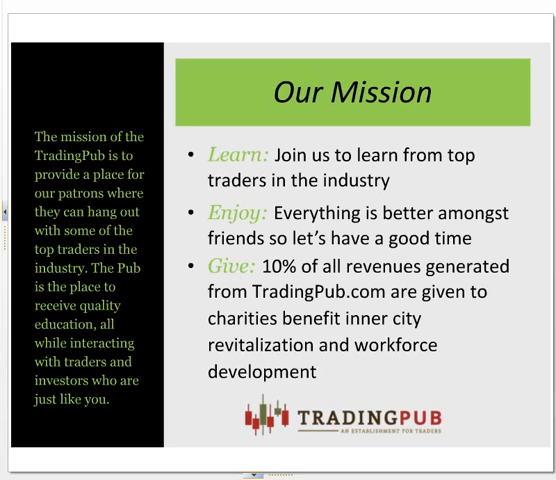 Our Mission
The mission of the
TradingPub is to
provide a place for
our patrons where
they can hang out
with some of the
top traders in the
industry. The Pub
is the place to
receive quality
education, all
while interacting
with traders and
investors who are
just like you.
• Learn: Join us to learn from top
traders in the industry
• Enjoy: Everything is better amongst
friends so let's have a good time
• Give: 10% of all revenues generated
from TradingPub.com are given to
charities benefit inner city
revitalization and workforce
development
TRADINGPUB
AN ESTABLISHMENT FOR TRADERS